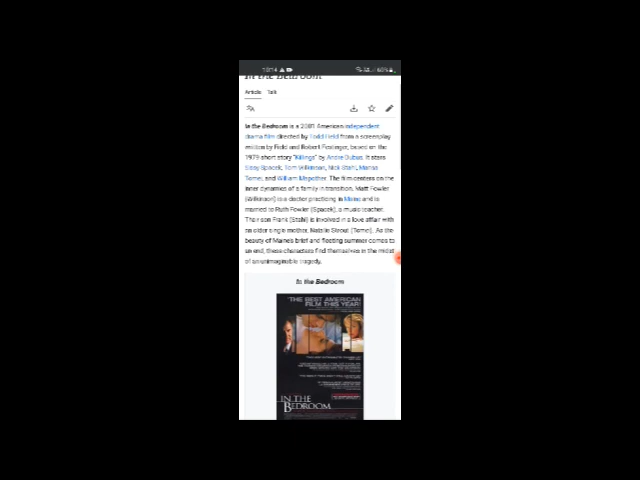 In the Bedroom
Article Talk
In the Bedroom is a 2001 American independent
drama film directed by Todd Field from a screenplay
written by Field and Robert Festinger, based on the
1979 short story "Killings" by Andre Dubus. It stars
Sissy Spacek, Tom Wilkinson, Nick Stahl, Marisa
Tomei, and William Mapother. The film centers on the
inner dynamics of a family in transition. Matt Fowler
(Wilkinson) is a doctor practicing in Maine and is
married to Ruth Fowler (Spacek), a music teacher.
Their son Frank (Stahl) is involved in a love affair with
an older single mother, Natalie Strout (Tomei). As the
beauty of Maine's brief and fleeting summer comes to
an end, these characters find themselves in the midst
of an unimaginable tragedy.
In the Bedroom
"THE BEST AMERICAN
FILM THIS YEAR!
IN THE
BEDROOM